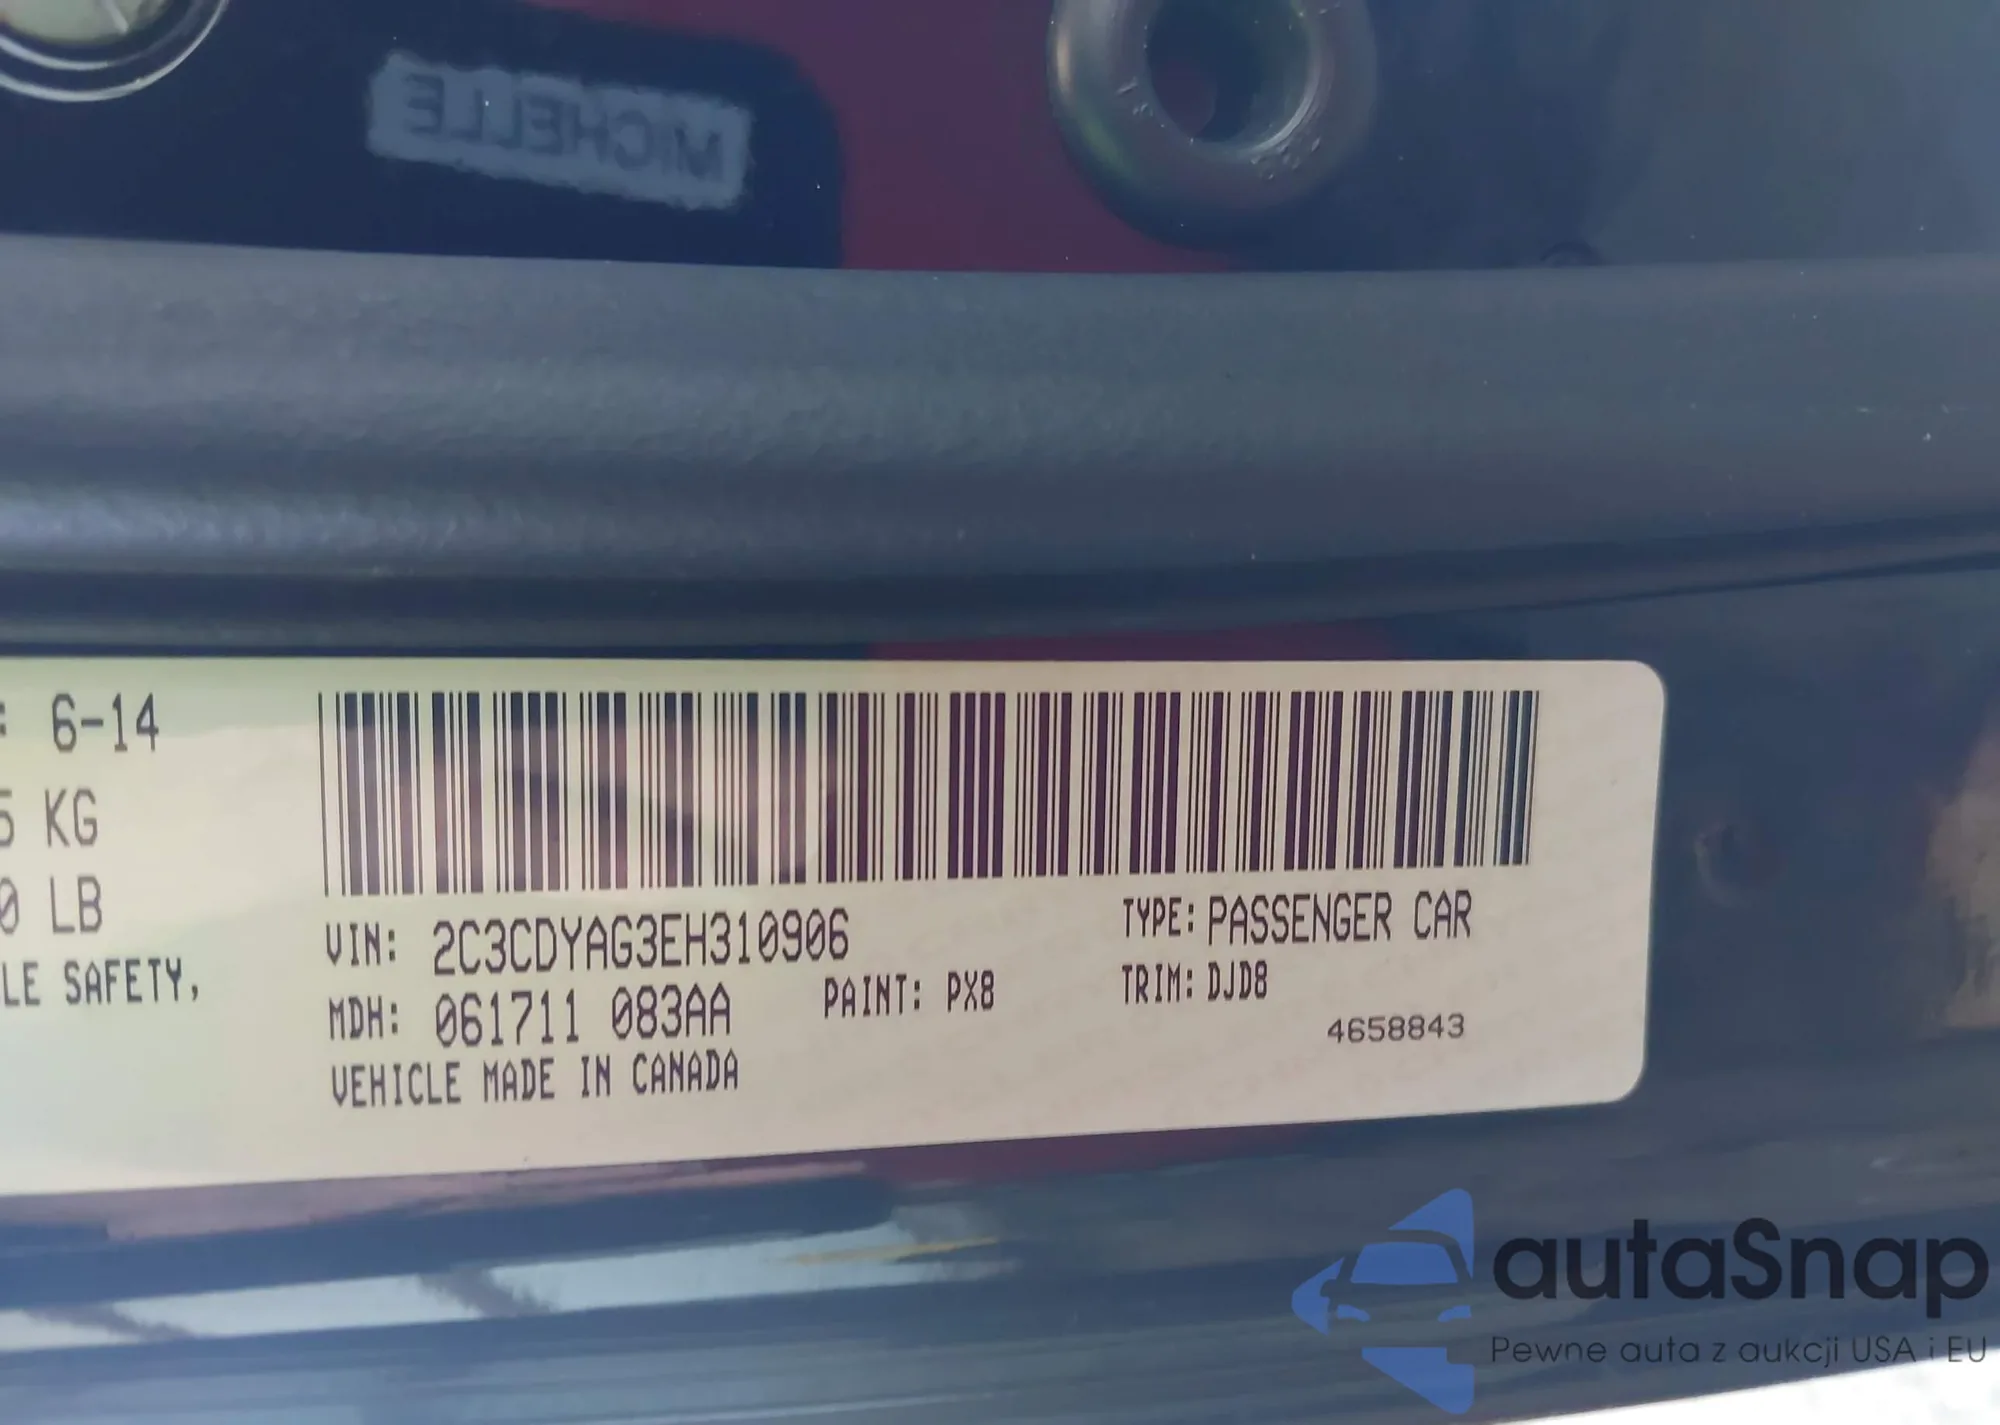 MICHELLE
: 6-14
5 KG
0 LB
LE SAFETY,
VIN: 2C3CDYAG3EH310906
MDH: 061711 083AA
PAINT: PX8
VEHICLE MADE IN CANADA
TYPE: PASSENGER CAR
TRIM: DJD8
4658843
autaSnap
Pewne auta z aukcji USA i EU